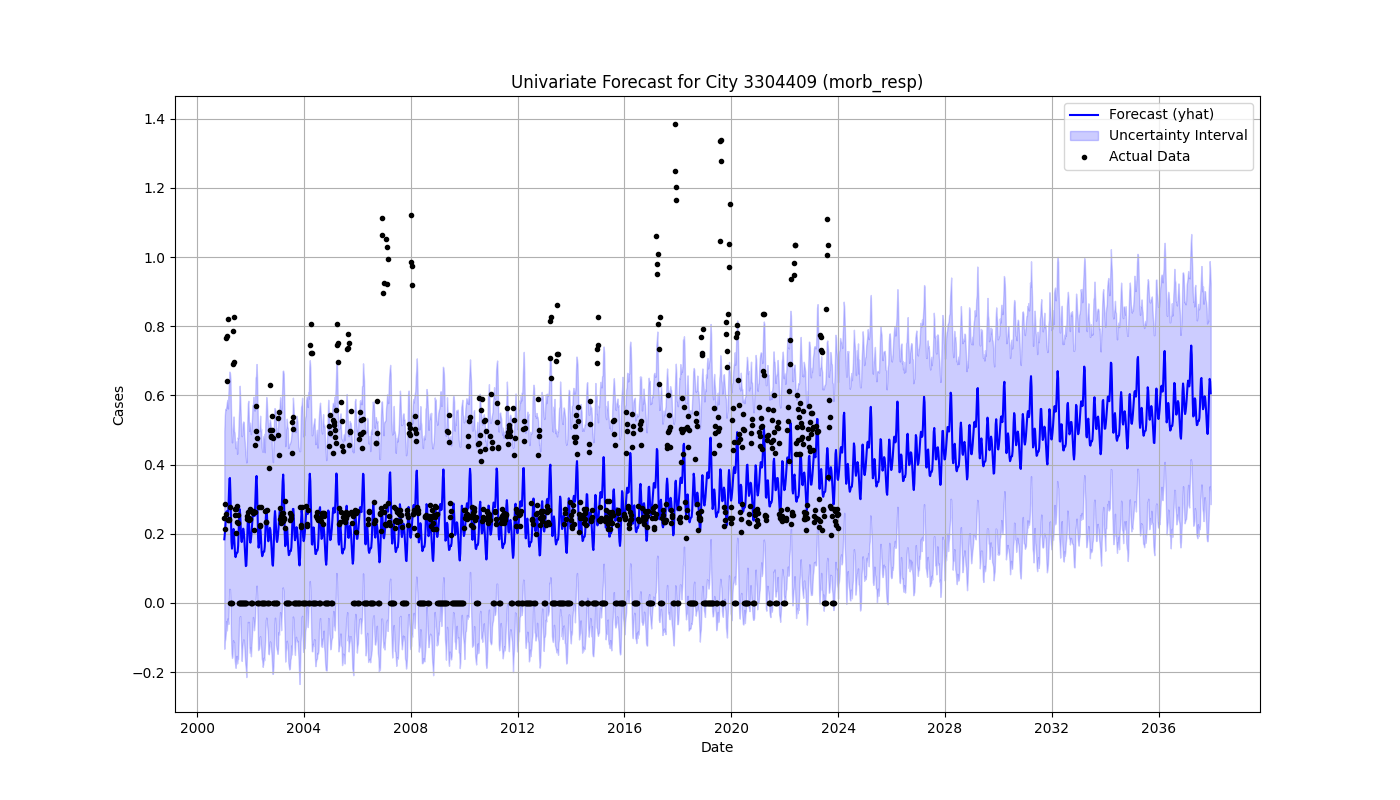 Univariate Forecast for City 3304409 (morb_resp)
Forecast (yhat)
Uncertainty Interval
Actual Data
Cases
1.4
1.2
1.0
0.8
0.6
0.4
0.2
0.0
−0.2
2000 2004 2008 2012 2016 2020 2024 2028 2032 2036
Date